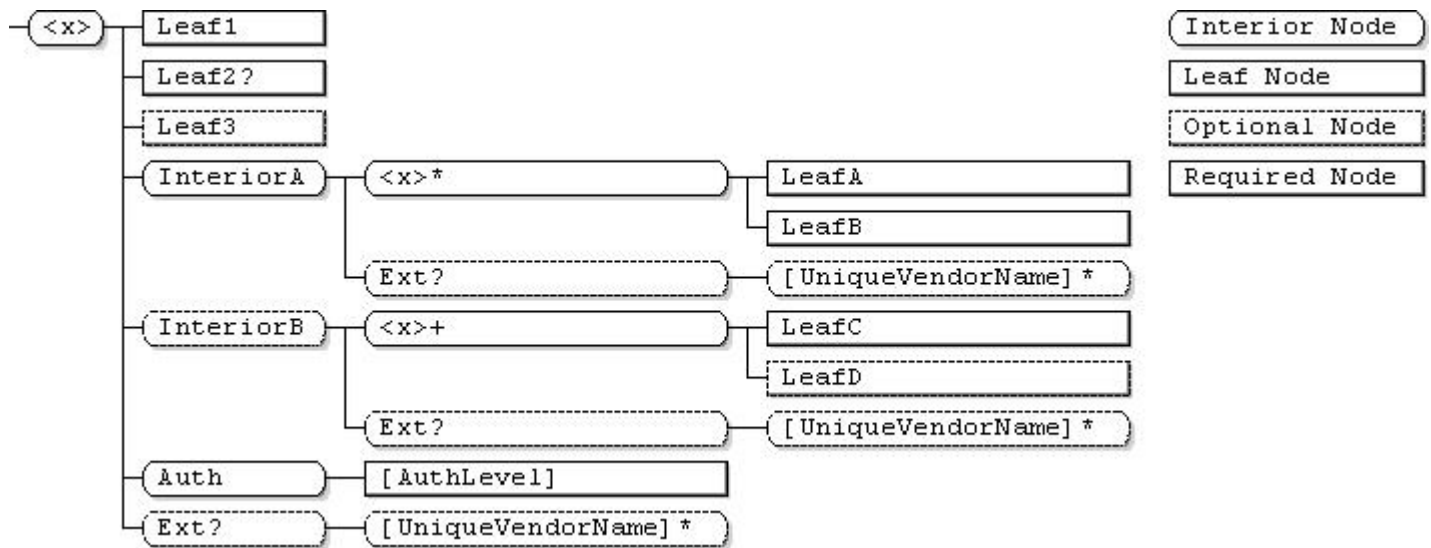 <x> Leaf1 Interior Node
Leaf2? Leaf Node
Leaf3 Optional Node
InteriorA <x>* LeafA Required Node
LeafB
Ext? [UniqueVendorName]*
InteriorB <x>+ LeafC
LeafD
Ext? [UniqueVendorName]*
Auth [AuthLevel]
Ext? [UniqueVendorName]*